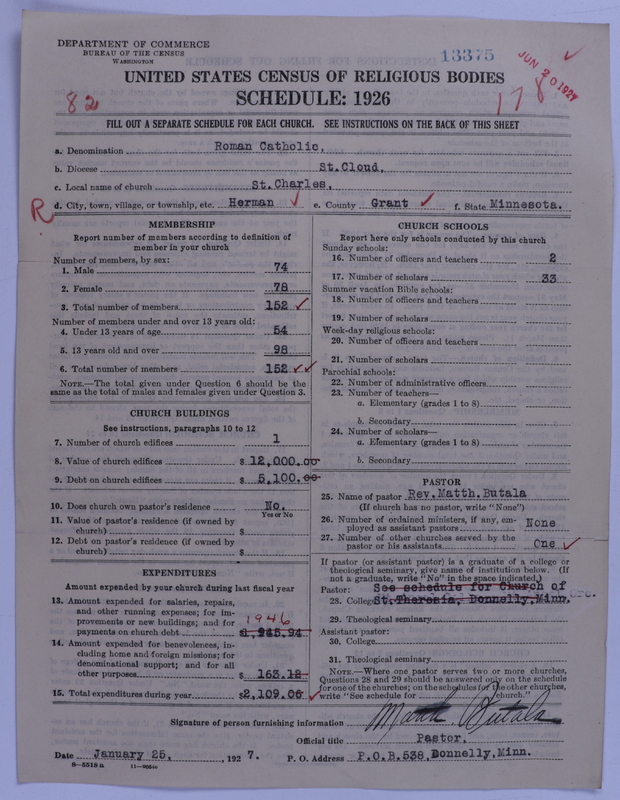 DEPARTMENT OF COMMERCE
BUREAU OF THE CENSUS
WASHINGTON
13375
JUN 20 1927
UNITED STATES CENSUS OF RELIGIOUS BODIES
SCHEDULE: 1926
82
178
FILL OUT A SEPARATE SCHEDULE FOR EACH CHURCH. SEE INSTRUCTIONS ON THE BACK OF THIS SHEET
a. Denomination Roman Catholic,
b. Diocese St.Cloud,
c. Local name of church St.Charles,
R
d. City, town, village, or township, etc. Herman e. County Grant f. State Minnesota.
MEMBERSHIP
Report number of members according to definition of
member in your church
Number of members, by sex:
1. Male 74
2. Female 78
3. Total number of members 152
Number of members under and over 13 years old:
4. Under 13 years of age 54
5. 13 years old and over 98
6. Total number of members 152
NOTE.—The total given under Question 6 should be the
same as the total of males and females given under Question 3.
CHURCH BUILDINGS
See instructions, paragraphs 10 to 12
7. Number of church edifices 1
8. Value of church edifices $ 12,000.00
9. Debt on church edifices $ 5,100.00
10. Does church own pastor's residence No.
Yes or No
11. Value of pastor's residence (if owned by
church) $
12. Debt on pastor's residence (if owned by
church) $
EXPENDITURES
Amount expended by your church during last fiscal year
13. Amount expended for salaries, repairs,
and other running expenses; for im-
provements or new buildings; and for 1946
payments on church debt 1,945.94
14. Amount expended for benevolences, in-
cluding home and foreign missions; for
denominational support; and for all
other purposes $ 163.12
15. Total expenditures during year $2,109.06
CHURCH SCHOOLS
Report here only schools conducted by this church
Sunday schools:
16. Number of officers and teachers 2
17. Number of scholars 33
Summer vacation Bible schools:
18. Number of officers and teachers
19. Number of scholars
Week-day religious schools:
20. Number of officers and teachers
21. Number of scholars
Parochial schools:
22. Number of administrative officers
23. Number of teachers—
a. Elementary (grades 1 to 8)
b. Secondary
24. Number of scholars—
a. Elementary (grades 1 to 8)
b. Secondary
PASTOR
25. Name of pastor Rev.Matth.Butala
(If church has no pastor, write "None")
26. Number of ordained ministers, if any, em-
ployed as assistant pastors None
27. Number of other churches served by the
pastor or his assistants One
If pastor (or assistant pastor) is a graduate of a college or
theological seminary, give name of institution below. (If
not a graduate, write "No" in the space indicated.)
Pastor: See schedule for Church of
28. College St.Theresia, Donnelly,Minn.
29. Theological seminary
Assistant pastor:
30. College
31. Theological seminary
NOTE.—Where one pastor serves two or more churches,
Questions 28 and 29 should be answered only on the schedule
for one of the churches; on the schedules for the other churches,
write "See schedule for church."
Signature of person furnishing information Matth. Butala
Official title Pastor,
Date January 25, 1927. P. O. Address P.O.B.538, Donnelly,Minn.
8—5518 a